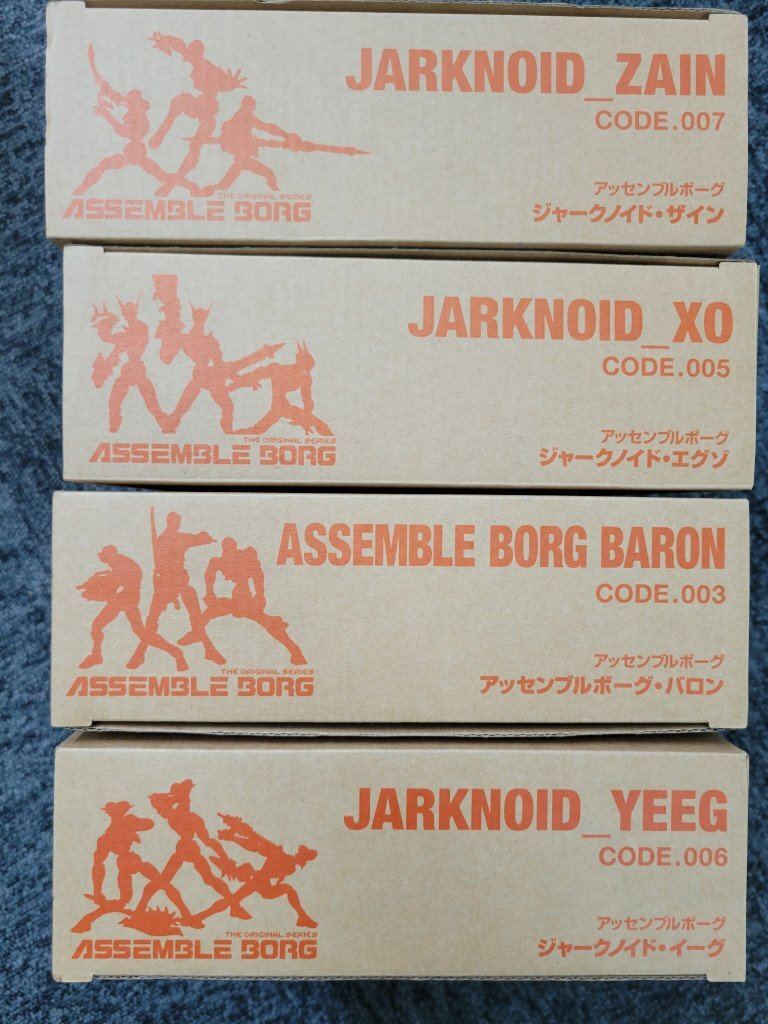 JARKNOID_ZAIN
CODE.007
アッセンブルボーグ
ジャークノイド・ザイン
THE ORIGINAL SERIES
ASSEMBLE BORG
JARKNOID_XO
CODE.005
アッセンブルボーグ
ジャークノイド・エグゾ
THE ORIGINAL SERIES
ASSEMBLE BORG
ASSEMBLE BORG BARON
CODE.003
アッセンブルボーグ
アッセンブルボーグ・バロン
THE ORIGINAL SERIES
ASSEMBLE BORG
JARKNOID_YEEG
CODE.006
アッセンブルボーグ
ジャークノイド・イーグ
THE ORIGINAL SERIES
ASSEMBLE BORG